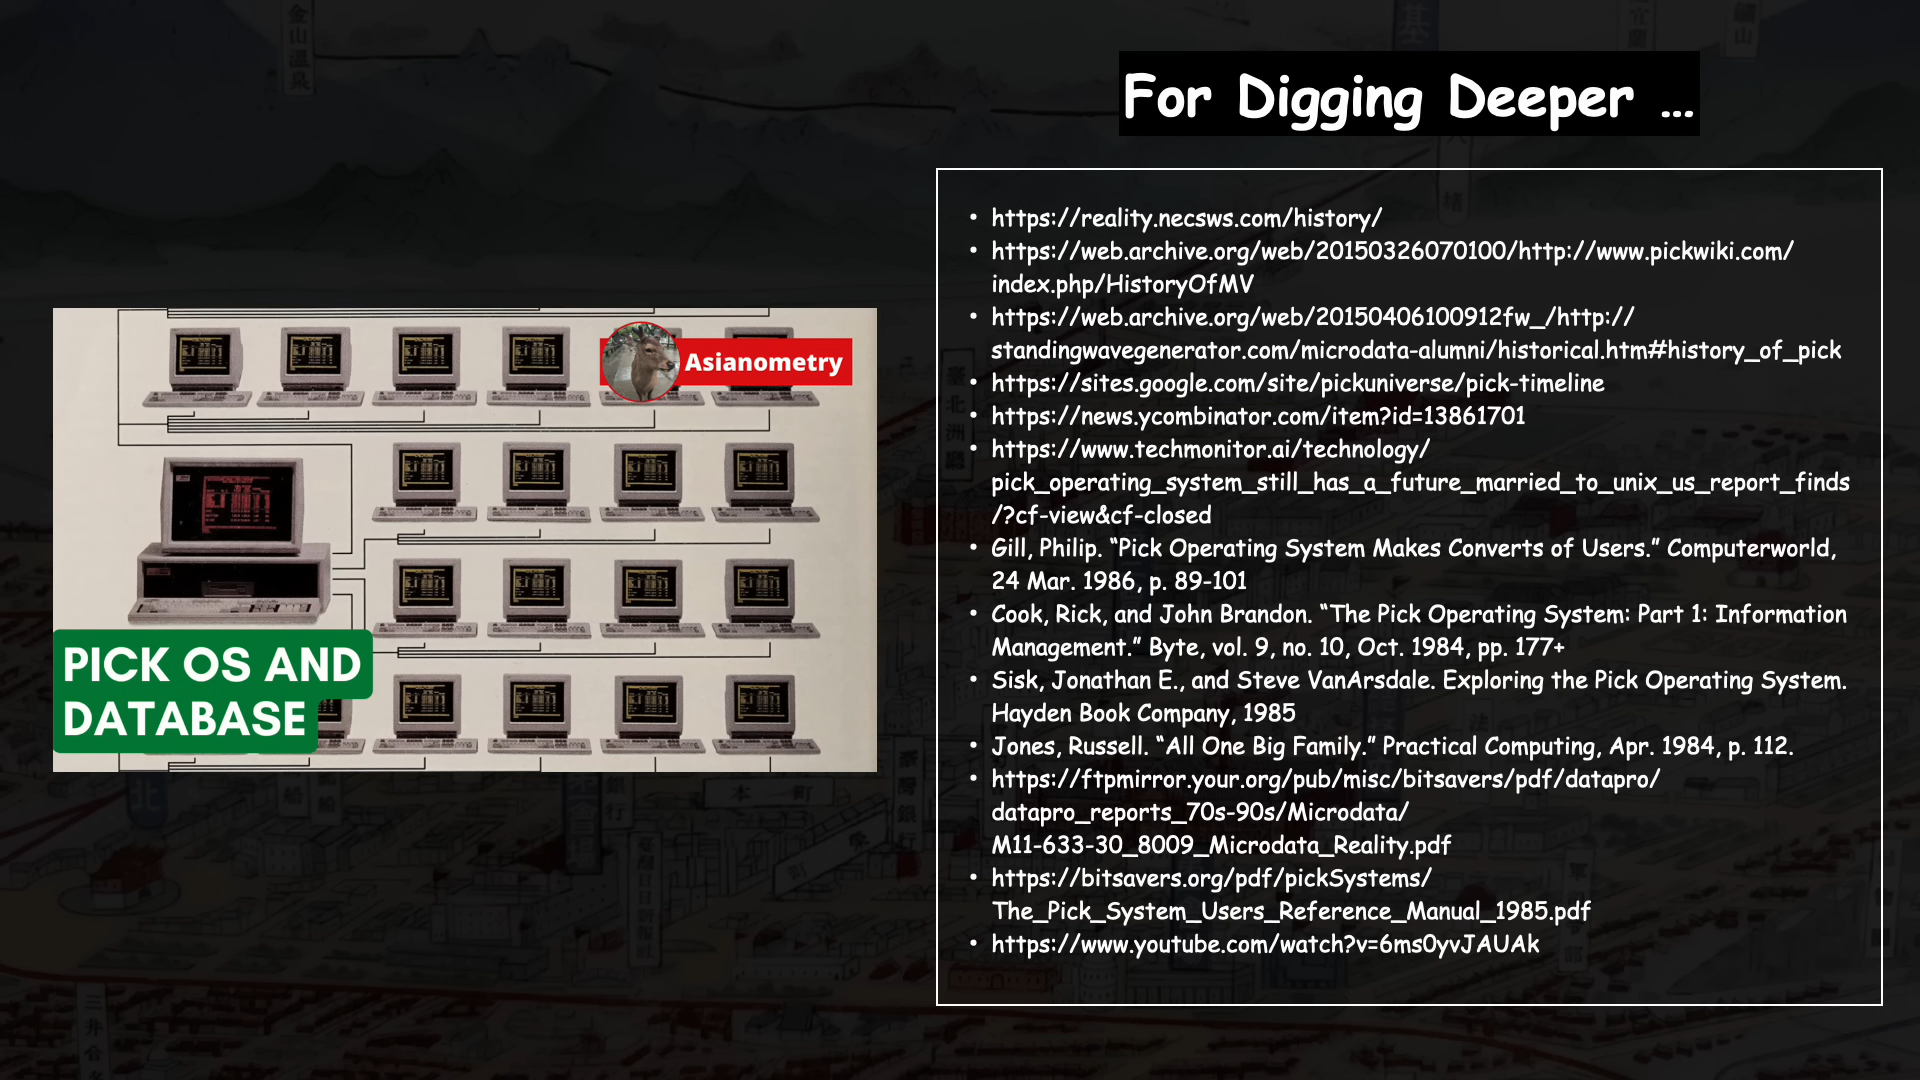 For Digging Deeper ...
Asianometry
PICK OS AND
DATABASE
• https://reality.necsws.com/history/
• https://web.archive.org/web/20150326070100/http://www.pickwiki.com/
index.php/HistoryOfMV
• https://web.archive.org/web/20150406100912fw_/http://
standingwavegenerator.com/microdata-alumni/historical.htm#history_of_pick
• https://sites.google.com/site/pickuniverse/pick-timeline
• https://news.ycombinator.com/item?id=13861701
• https://www.techmonitor.ai/technology/
pick_operating_system_still_has_a_future_married_to_unix_us_report_finds
/?cf-view&cf-closed
• Gill, Philip. “Pick Operating System Makes Converts of Users.” Computerworld,
24 Mar. 1986, p. 89-101
• Cook, Rick, and John Brandon. “The Pick Operating System: Part 1: Information
Management.” Byte, vol. 9, no. 10, Oct. 1984, pp. 177+
• Sisk, Jonathan E., and Steve VanArsdale. Exploring the Pick Operating System.
Hayden Book Company, 1985
• Jones, Russell. “All One Big Family.” Practical Computing, Apr. 1984, p. 112.
• https://ftpmirror.your.org/pub/misc/bitsavers/pdf/datapro/
datapro_reports_70s-90s/Microdata/
M11-633-30_8009_Microdata_Reality.pdf
• https://bitsavers.org/pdf/pickSystems/
The_Pick_System_Users_Reference_Manual_1985.pdf
• https://www.youtube.com/watch?v=6ms0yvJAUAk
金山溫泉
基
本町
北